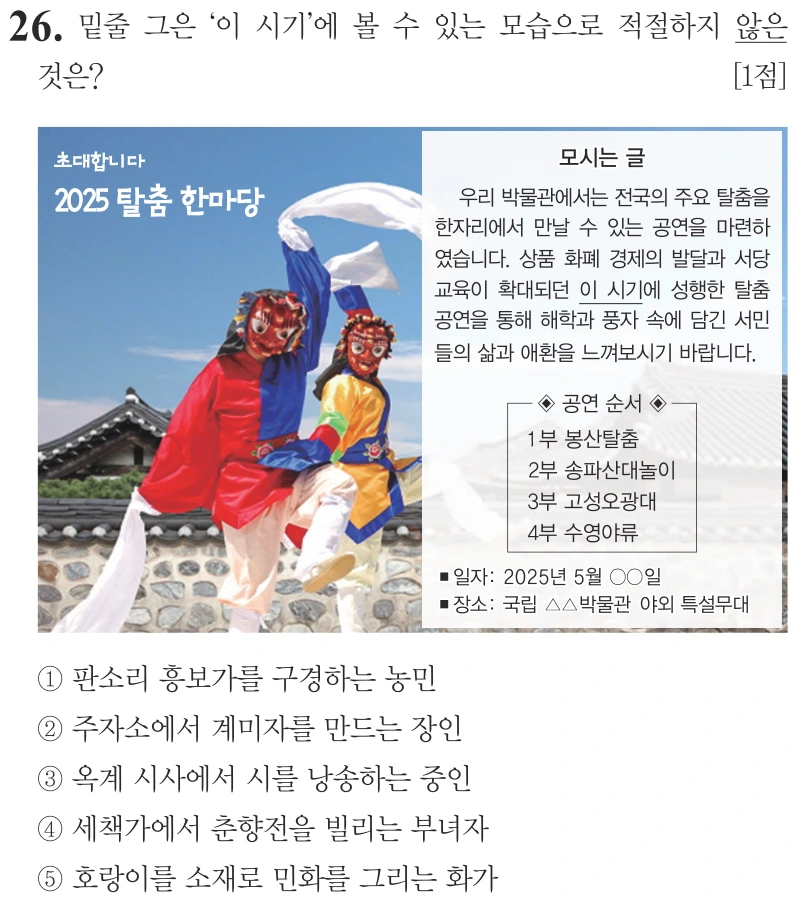 26. 밑줄 그은 ‘이 시기’에 볼 수 있는 모습으로 적절하지 않은
것은? [1점]
초대합니다
2025 탈춤 한마당
모시는 글
우리 박물관에서는 전국의 주요 탈춤을
한자리에서 만날 수 있는 공연을 마련하
였습니다. 상품 화폐 경제의 발달과 서당
교육이 확대되던 이 시기에 성행한 탈춤
공연을 통해 해학과 풍자 속에 담긴 서민
들의 삶과 애환을 느껴보시기 바랍니다.
◈ 공연 순서 ◈
1부 봉산탈춤
2부 송파산대놀이
3부 고성오광대
4부 수영야류
■ 일자: 2025년 5월 ○○일
■ 장소: 국립 △△박물관 야외 특설무대
① 판소리 흥보가를 구경하는 농민
② 주자소에서 계미자를 만드는 장인
③ 옥계 시사에서 시를 낭송하는 중인
④ 세책가에서 춘향전을 빌리는 부녀자
⑤ 호랑이를 소재로 민화를 그리는 화가